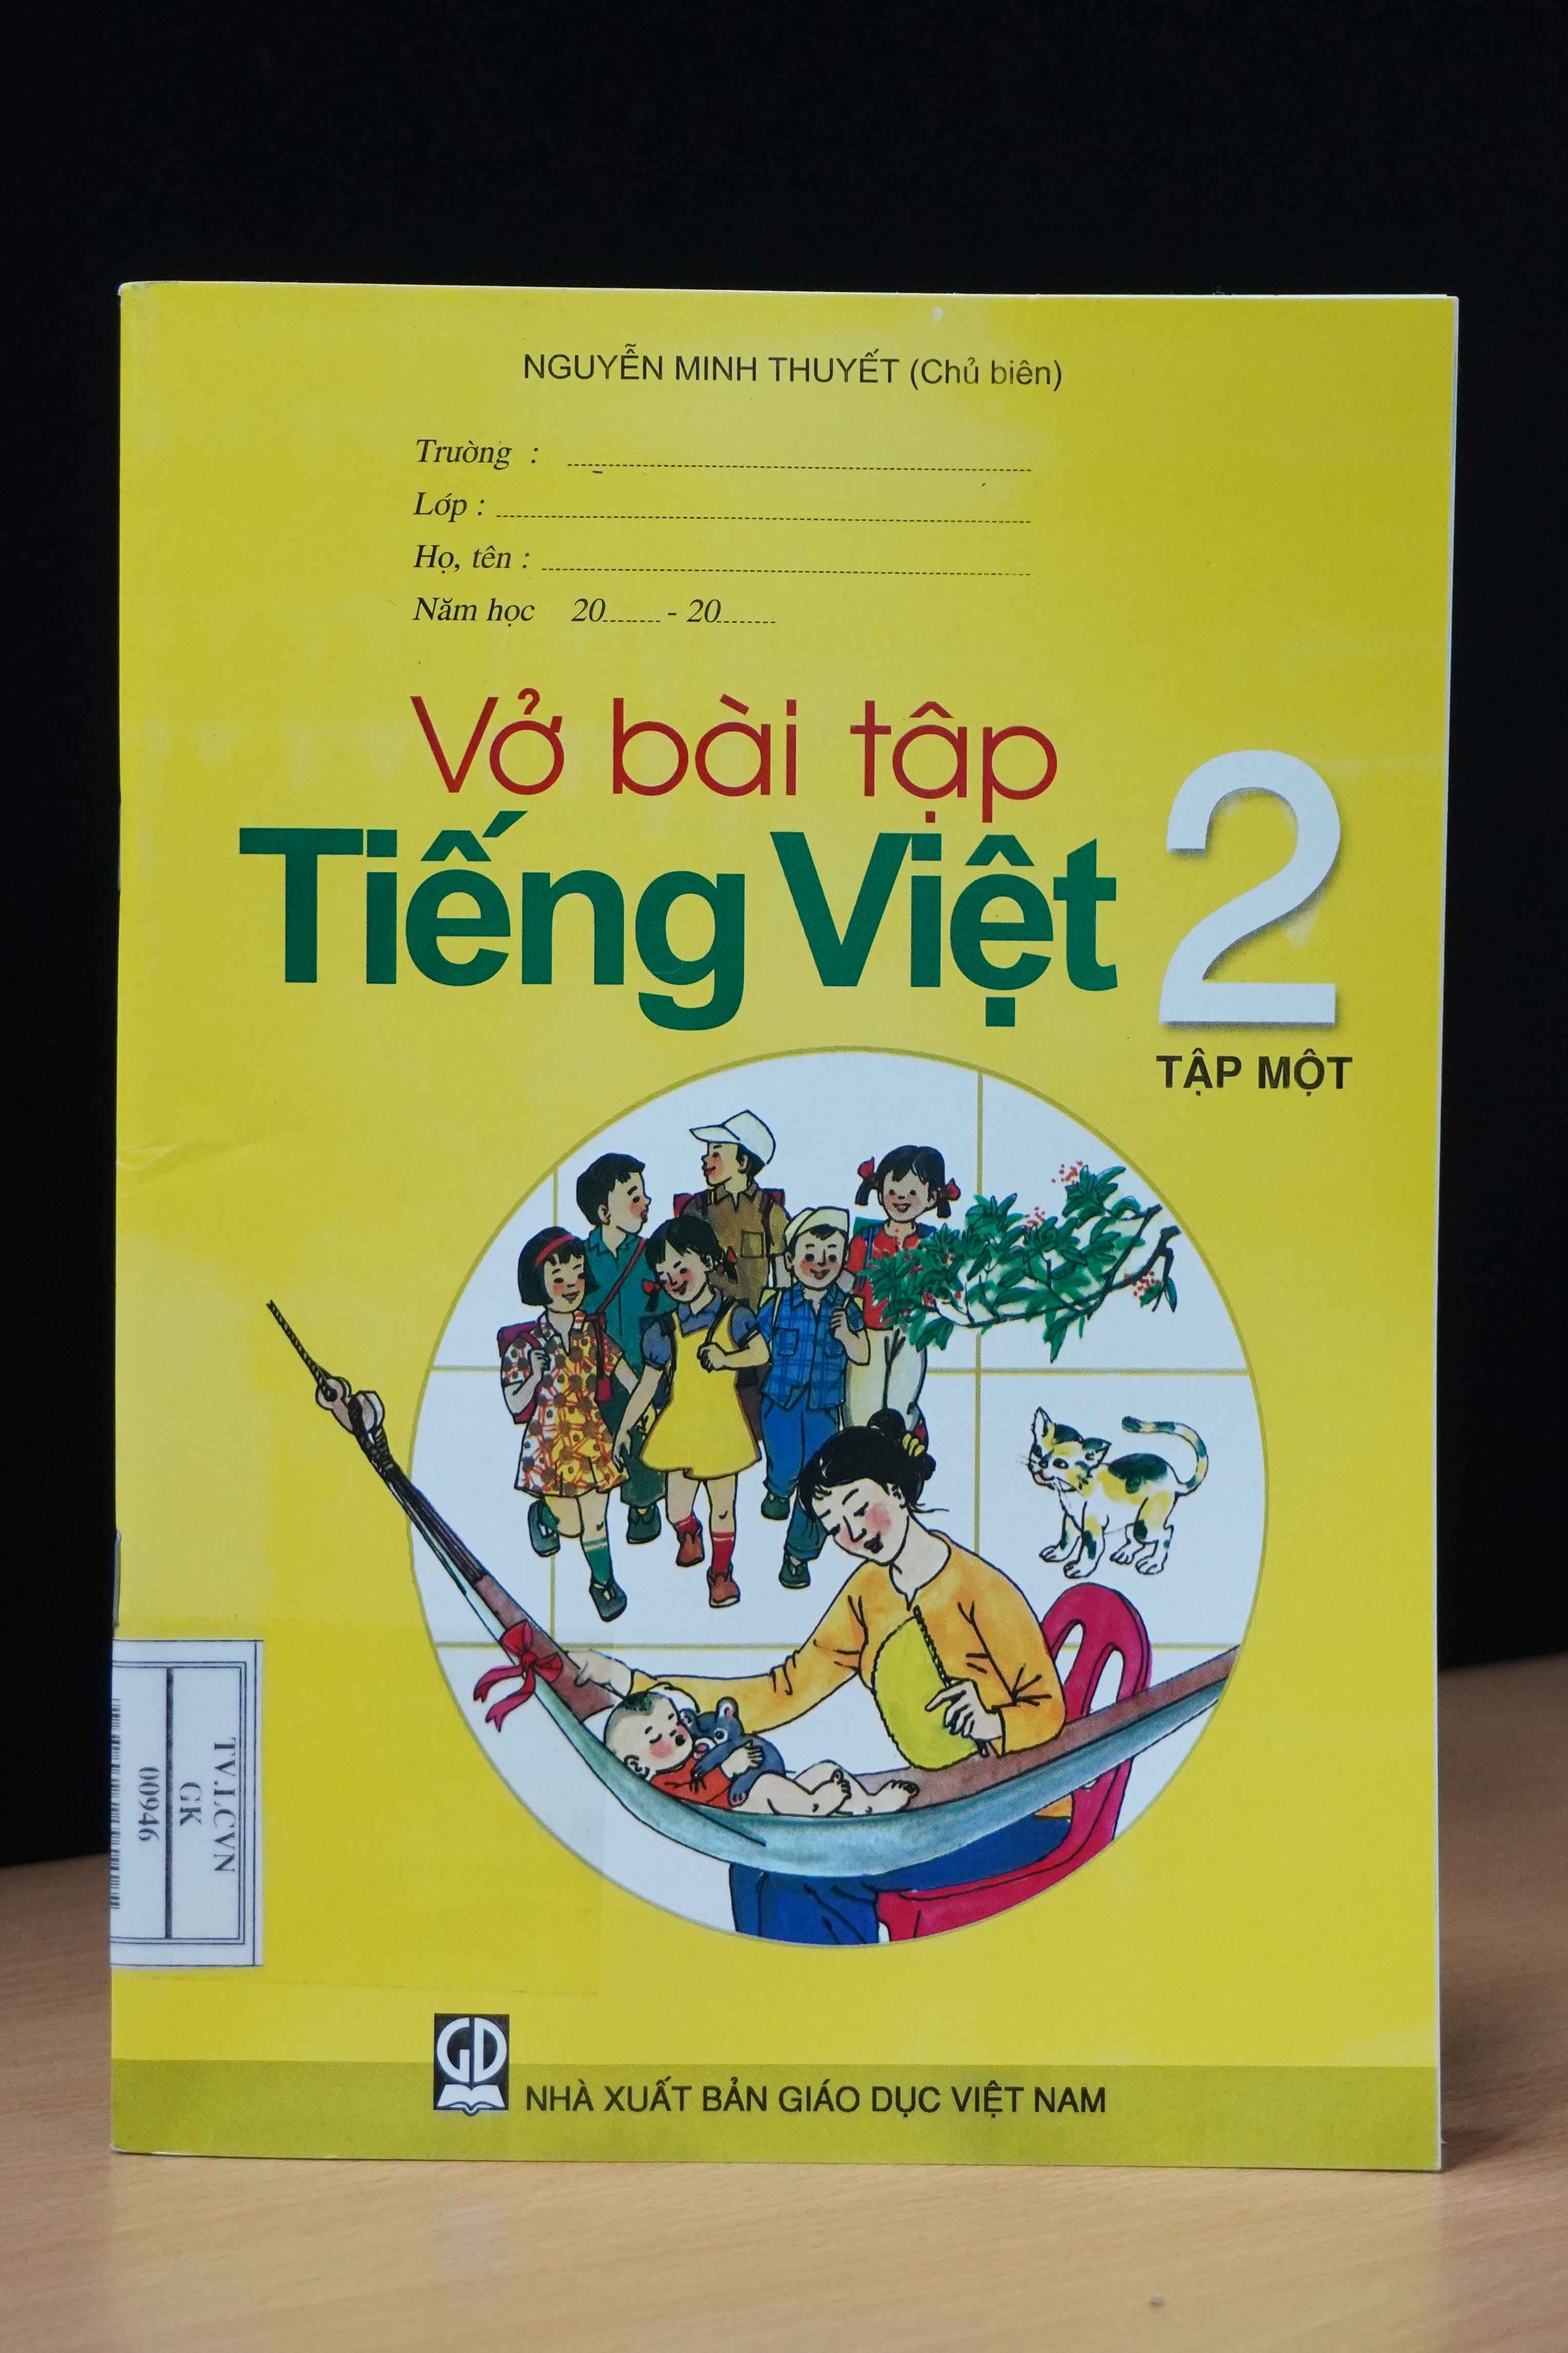 NGUYỄN MINH THUYẾT (Chủ biên)
Trường :
Lớp :
Họ, tên :
Năm học 20........ - 20........
Vở bài tập
Tiếng Việt 2
TẬP MỘT
TV.I.CVN
GK
00946
GD
NHÀ XUẤT BẢN GIÁO DỤC VIỆT NAM